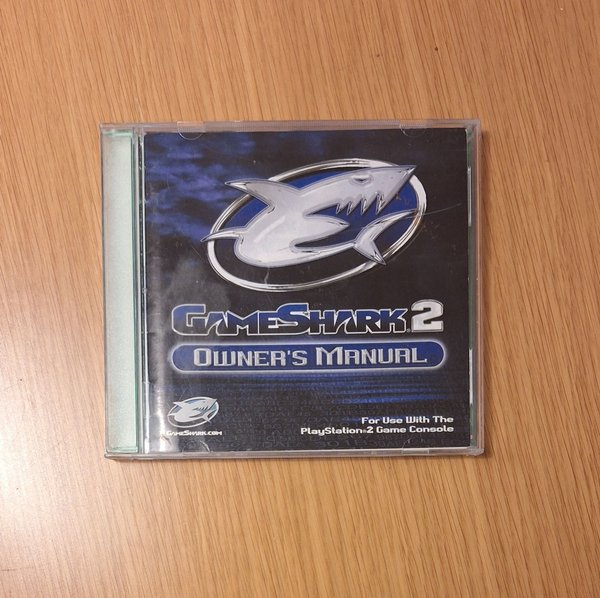 GameShark®2
Owner's Manual
GameShark.com
For Use With The
PlayStation®2 Game Console